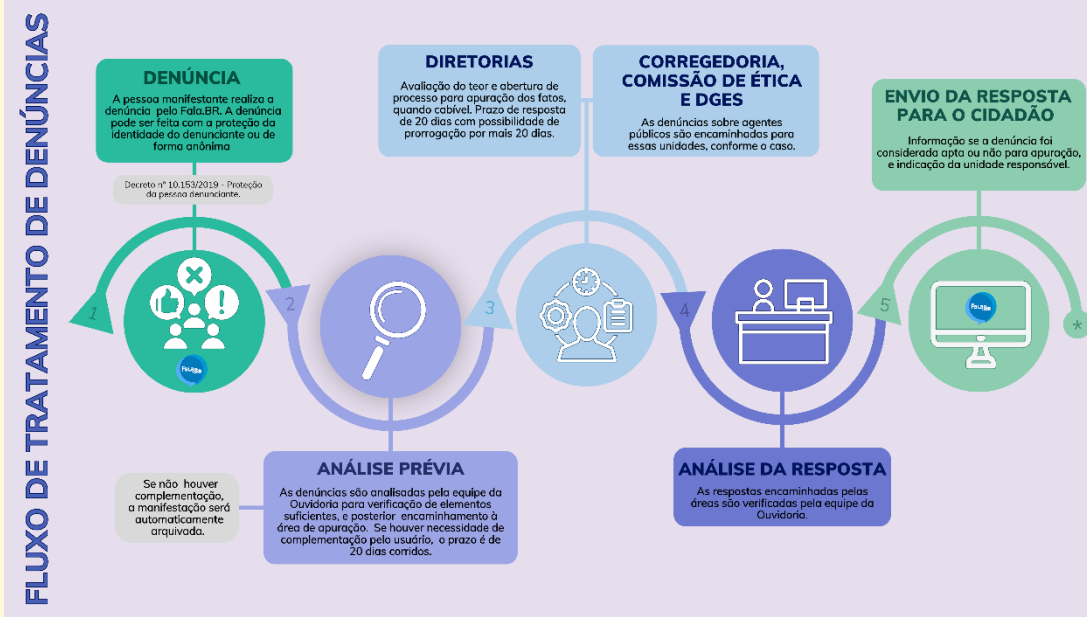 FLUXO DE TRATAMENTO DE DENÚNCIAS
DENÚNCIA
A pessoa manifestante realiza a
denúncia pelo Fala.BR. A denúncia
pode ser feita com a proteção da
identidade do denunciante ou de
forma anônima
Decreto nº 10.153/2019 - Proteção
da pessoa denunciante.
1
FalaBr
2
ANÁLISE PRÉVIA
As denúncias são analisadas pela equipe da
Ouvidoria para verificação de elementos
suficientes, e posterior encaminhamento à
área de apuração. Se houver necessidade de
complementação pelo usuário, o prazo é de
20 dias corridos.
Se não houver
complementação,
a manifestação será
automaticamente
arquivada.
3
DIRETORIAS
Avaliação do teor e abertura de
processo para apuração dos fatos,
quando cabível. Prazo de resposta
de 20 dias com possibilidade de
prorrogação por mais 20 dias.
CORREGEDORIA,
COMISSÃO DE ÉTICA
E DGES
As denúncias sobre agentes
públicos são encaminhadas para
essas unidades, conforme o caso.
4
ANÁLISE DA RESPOSTA
As respostas encaminhadas pelas
áreas são verificadas pela equipe da
Ouvidoria.
5
ENVIO DA RESPOSTA
PARA O CIDADÃO
Informação se a denúncia foi
considerada apta ou não para apuração,
e indicação da unidade responsável.
FalaBr
*